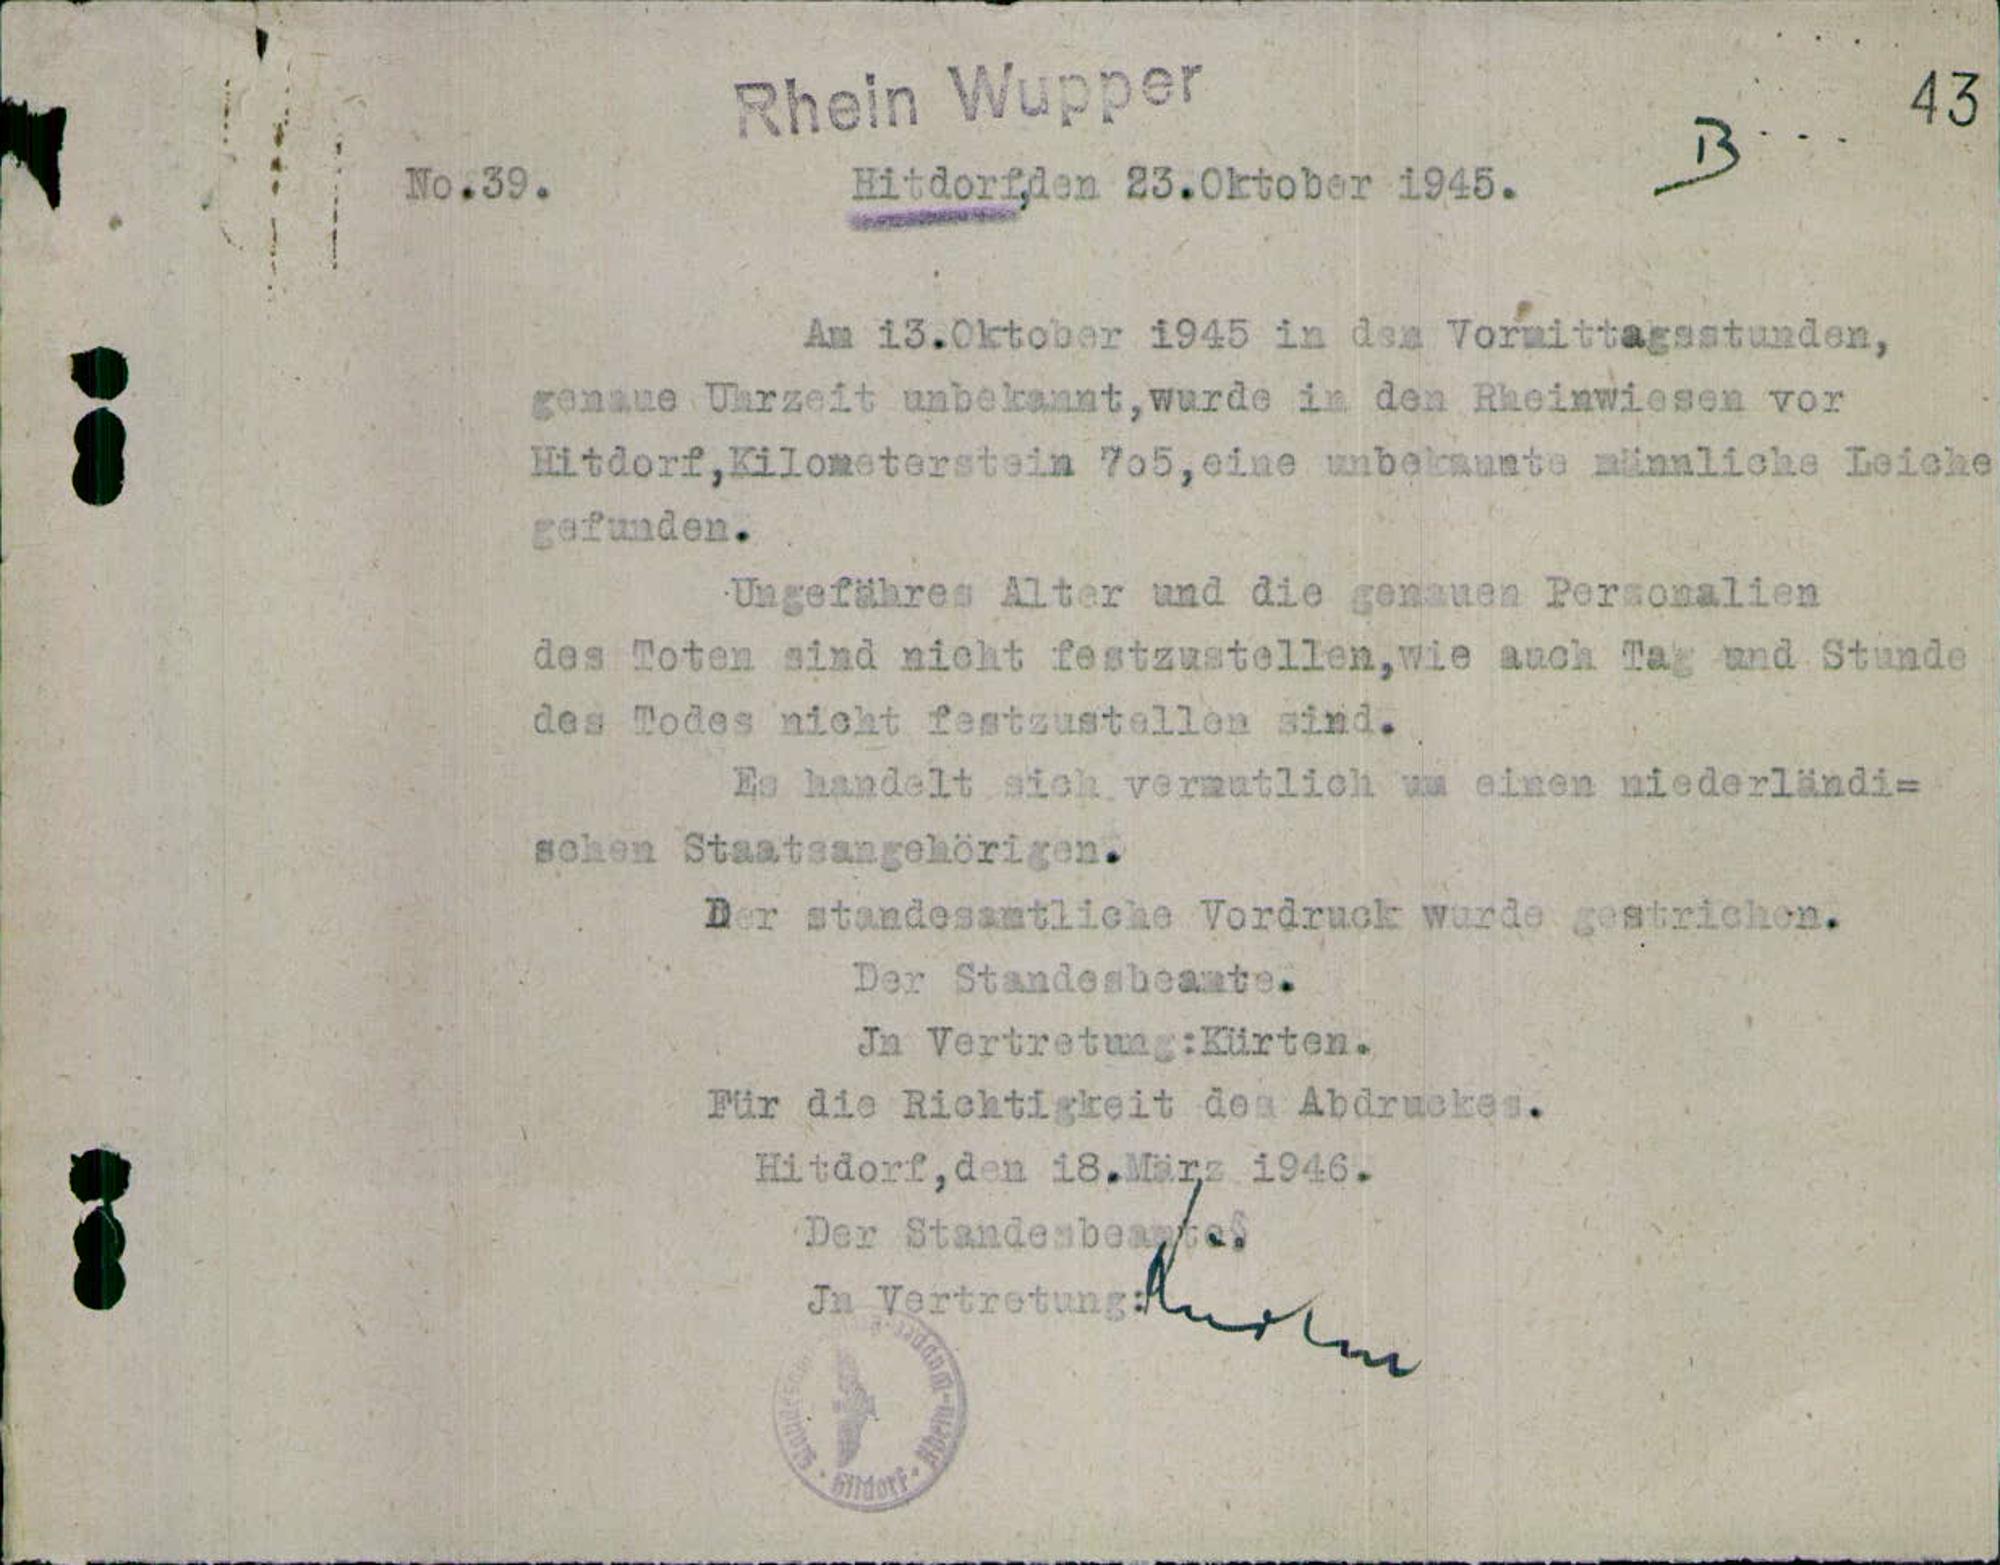 43
Rhein Wupper
B
No.39. Hitdorf,den 23.Oktober 1945.
Am 13.Oktober 1945 in den Vormittagsstunden,
genaue Uhrzeit unbekannt,wurde in den Rheinwiesen vor
Hitdorf,Kilometerstein 7o5,eine unbekannte männliche Leiche
gefunden.
Ungefähres Alter und die genauen Personalien
des Toten sind nicht festzustellen,wie auch Tag und Stunde
des Todes nicht festzustellen sind.
Es handelt sich vermutlich um einen niederländi=
schen Staatsangehörigen.
Der standesamtliche Vordruck wurde gestrichen.
Der Standesbeamte.
Jn Vertretung:Kürten.
Für die Richtigkeit des Abdruckes.
Hitdorf,den 18.März 1946.
Der Standesbeamte.
Jn Vertretung:
Standesamt Hitdorf · Rhein-Wupper